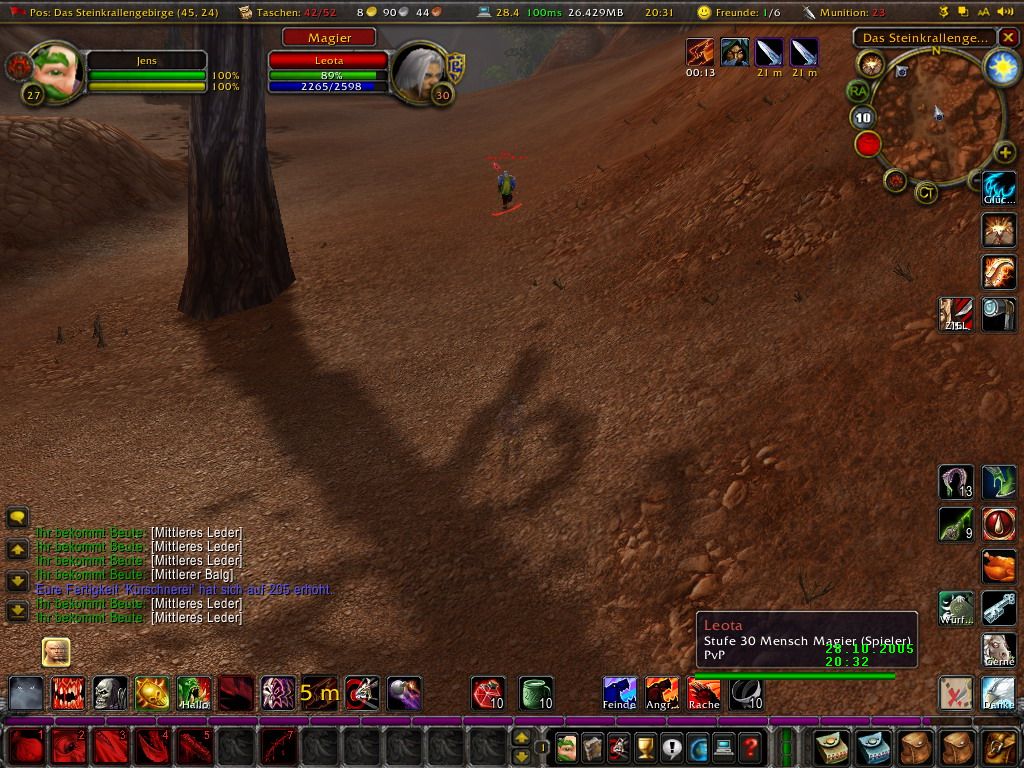 Pos: Das Steinkrallengebirge (45, 24)
Taschen: 42/52
8 90 44
28.4 100ms 26.429MB
20:31
Freunde: 1/6
Munition: 23
Magier
Das Steinkrallenge...
N
Jens
Leota
100%
89%
100%
2265/2598
27
30
00:13
21 m
21 m
RA
10
CT
Glüc...
ZIEL
13
9
Ihr bekommt Beute: [Mittleres Leder]
Ihr bekommt Beute: [Mittleres Leder]
Ihr bekommt Beute: [Mittleres Leder]
Ihr bekommt Beute: [Mittlerer Balg]
Eure Fertigkeit 'Kürschnerei' hat sich auf 205 erhöht.
Ihr bekommt Beute: [Mittleres Leder]
Ihr bekommt Beute: [Mittleres Leder]
Würf...
8
Leota
Stufe 30 Mensch Magier (Spieler)
PvP
28.10.2005
20:32
Gerne
Hallo
5 m
10
10
Feinde
Angr...
Rache
10
Danke
1
2
3
4
5
7
1